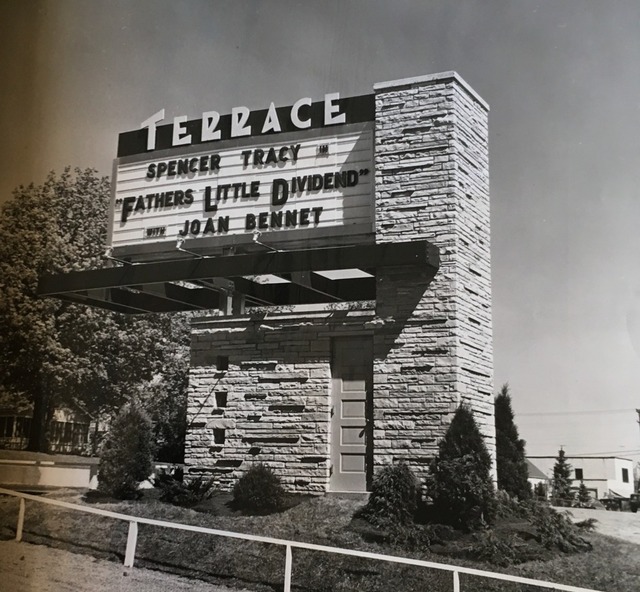 TERRACE
SPENCER TRACY IN
"FATHERS LITTLE DIVIDEND"
WITH JOAN BENNET